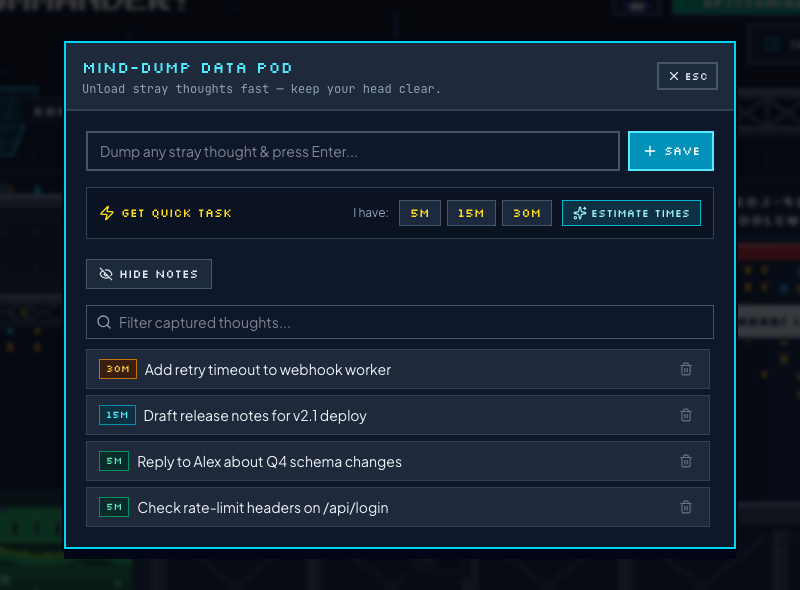 MIND-DUMP DATA POD
Unload stray thoughts fast — keep your head clear.
ESC
Dump any stray thought & press Enter...
SAVE
GET QUICK TASK
I have:
5M
15M
30M
ESTIMATE TIMES
HIDE NOTES
Filter captured thoughts...
30M Add retry timeout to webhook worker
15M Draft release notes for v2.1 deploy
5M Reply to Alex about Q4 schema changes
5M Check rate-limit headers on /api/login